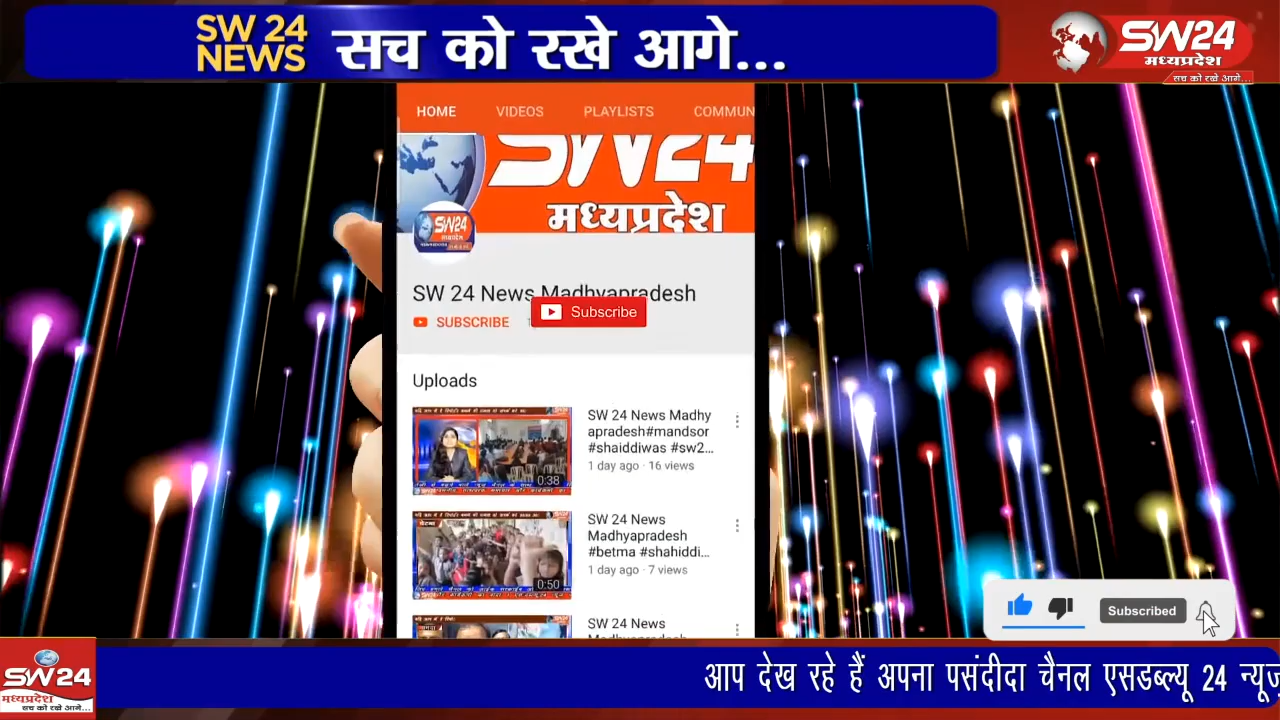 SW 24
NEWS
सच को रखे आगे...
SW24
मध्यप्रदेश
सच को रखे आगे...
HOME VIDEOS PLAYLISTS COMMUN
SW24
मध्यप्रदेश
SW24
SW 24 News Madhyapradesh
SUBSCRIBE
Subscribe
Uploads
SW 24 News Madhy
apradesh#mandsor
#shaiddiwas #sw2...
1 day ago · 16 views
0:38
SW 24 News
Madhyapradesh
#betma #shahiddi...
1 day ago · 7 views
0:50
SW 24 News
Madhyapradesh
Subscribed
SW24
मध्यप्रदेश
सच को रखे आगे...
आप देख रहे हैं अपना पसंदीदा चैनल एसडब्ल्यू 24 न्यूज